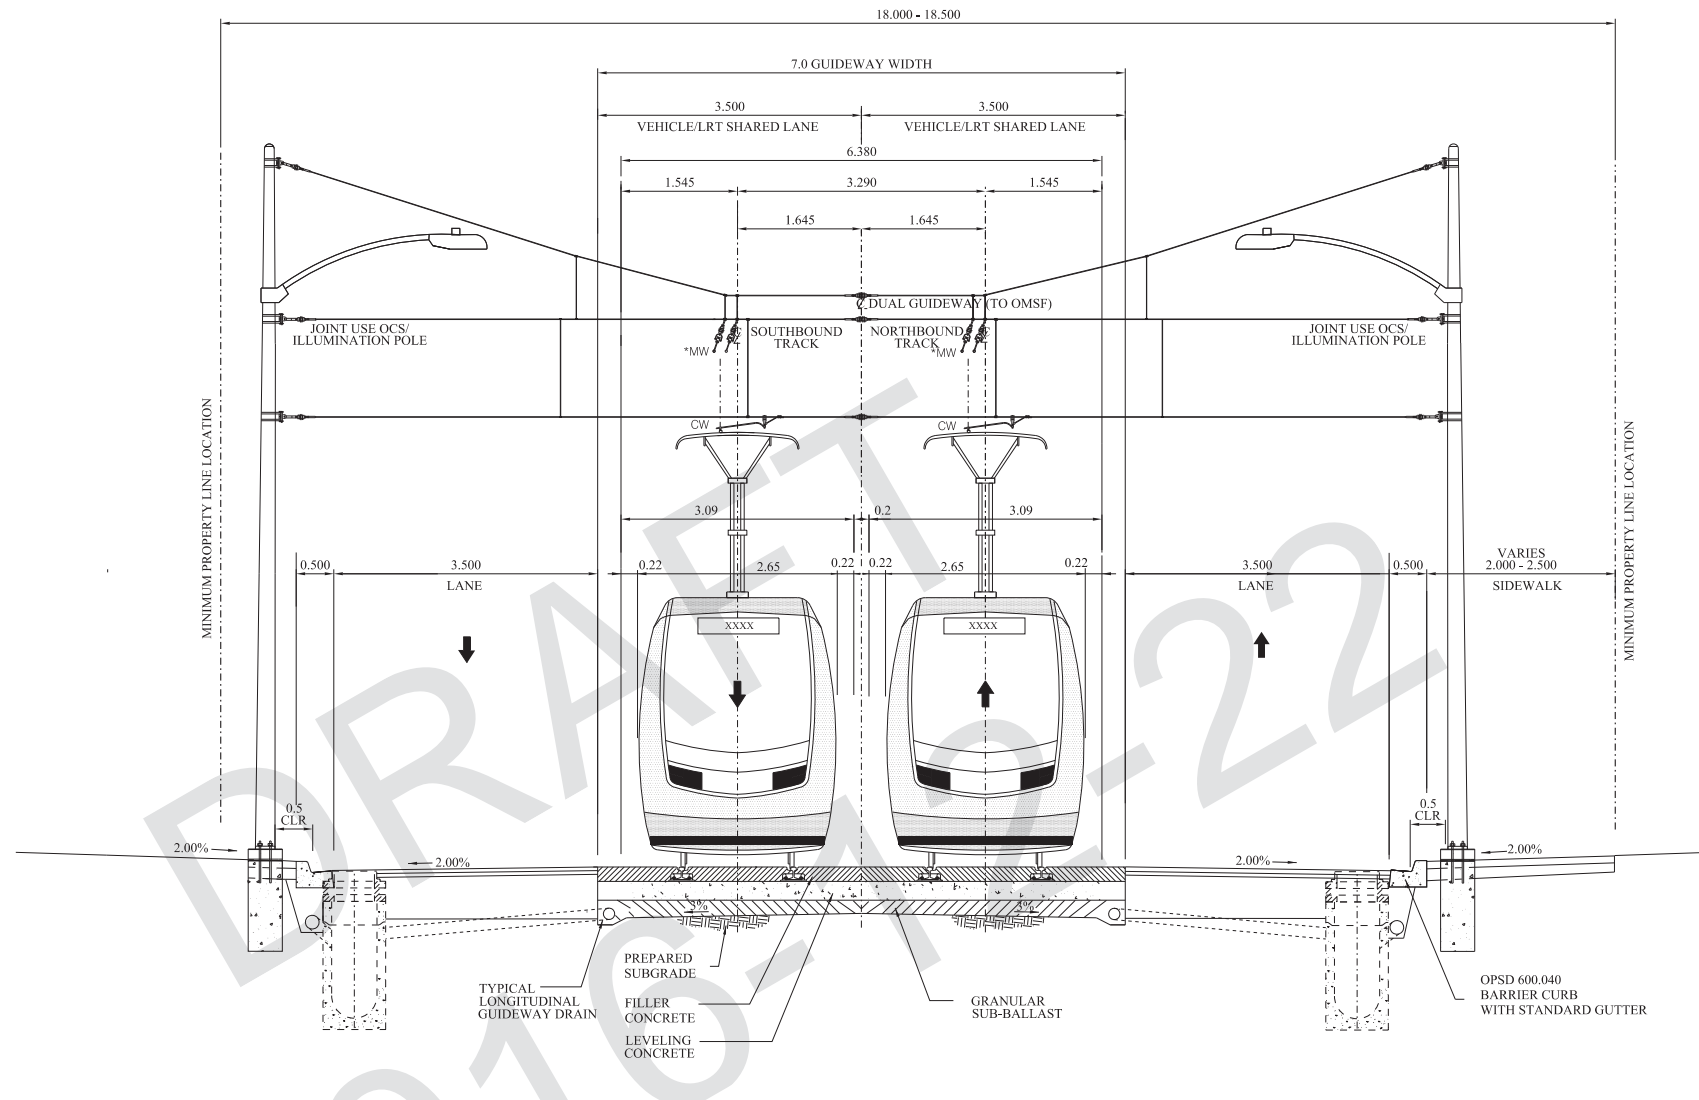 18.000 - 18.500
7.0 GUIDEWAY WIDTH
3.500
3.500
VEHICLE/LRT SHARED LANE
VEHICLE/LRT SHARED LANE
6.380
1.545
3.290
1.545
1.645
1.645
DUAL GUIDEWAY (TO OMSF)
JOINT USE OCS/
ILLUMINATION POLE
SOUTHBOUND
TRACK
NORTHBOUND
TRACK
JOINT USE OCS/
ILLUMINATION POLE
*MW
*MW
CW
CW
MINIMUM PROPERTY LINE LOCATION
MINIMUM PROPERTY LINE LOCATION
3.09
0.2
3.09
0.500
3.500
LANE
0.22
2.65
0.22
0.22
2.65
0.22
3.500
LANE
0.500
VARIES
2.000 - 2.500
SIDEWALK
XXXX
XXXX
0.5
CLR
0.5
CLR
2.00%
2.00%
2.00%
2.00%
3%
3%
PREPARED
SUBGRADE
TYPICAL
LONGITUDINAL
GUIDEWAY DRAIN
FILLER
CONCRETE
LEVELING
CONCRETE
GRANULAR
SUB-BALLAST
OPSD 600.040
BARRIER CURB
WITH STANDARD GUTTER
DRAFT
016-12-22